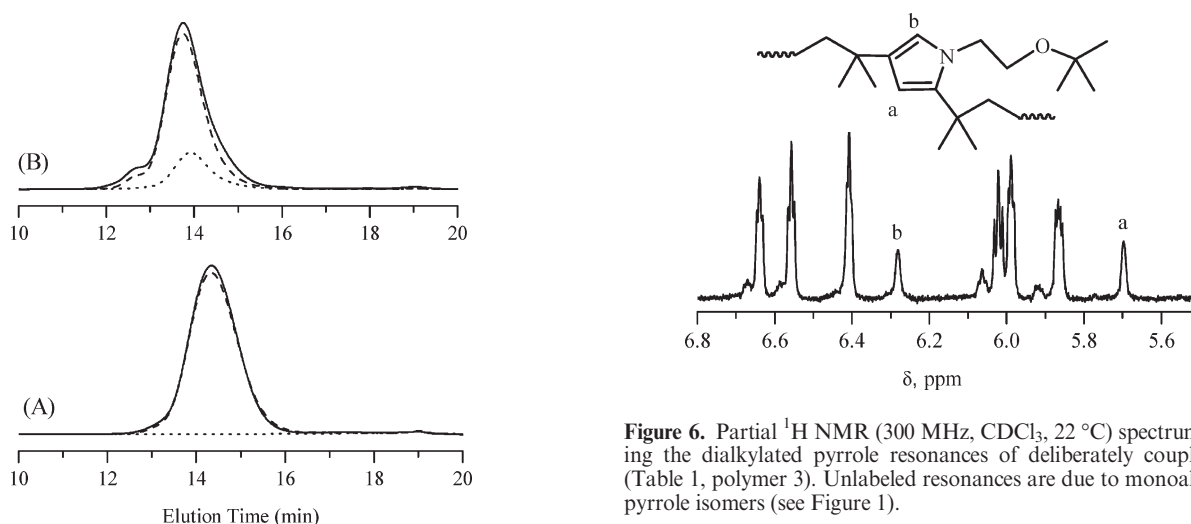 (B)
10 12 14 16 18 20
(A)
10 12 14 16 18 20
Elution Time (min)
b
N
O
a
b
a
6.8 6.6 6.4 6.2 6.0 5.8 5.6
δ, ppm
Figure 6. Partial ¹H NMR (300 MHz, CDCl₃, 22 °C) spectrum
ing the dialkylated pyrrole resonances of deliberately coupl
(Table 1, polymer 3). Unlabeled resonances are due to monoal
pyrrole isomers (see Figure 1).